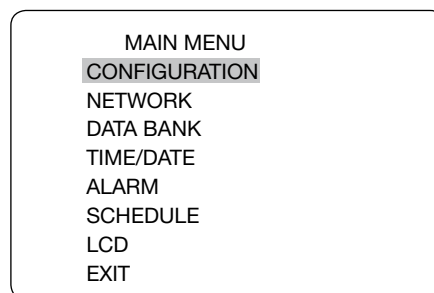 MAIN MENU
CONFIGURATION
NETWORK
DATA BANK
TIME/DATE
ALARM
SCHEDULE
LCD
EXIT